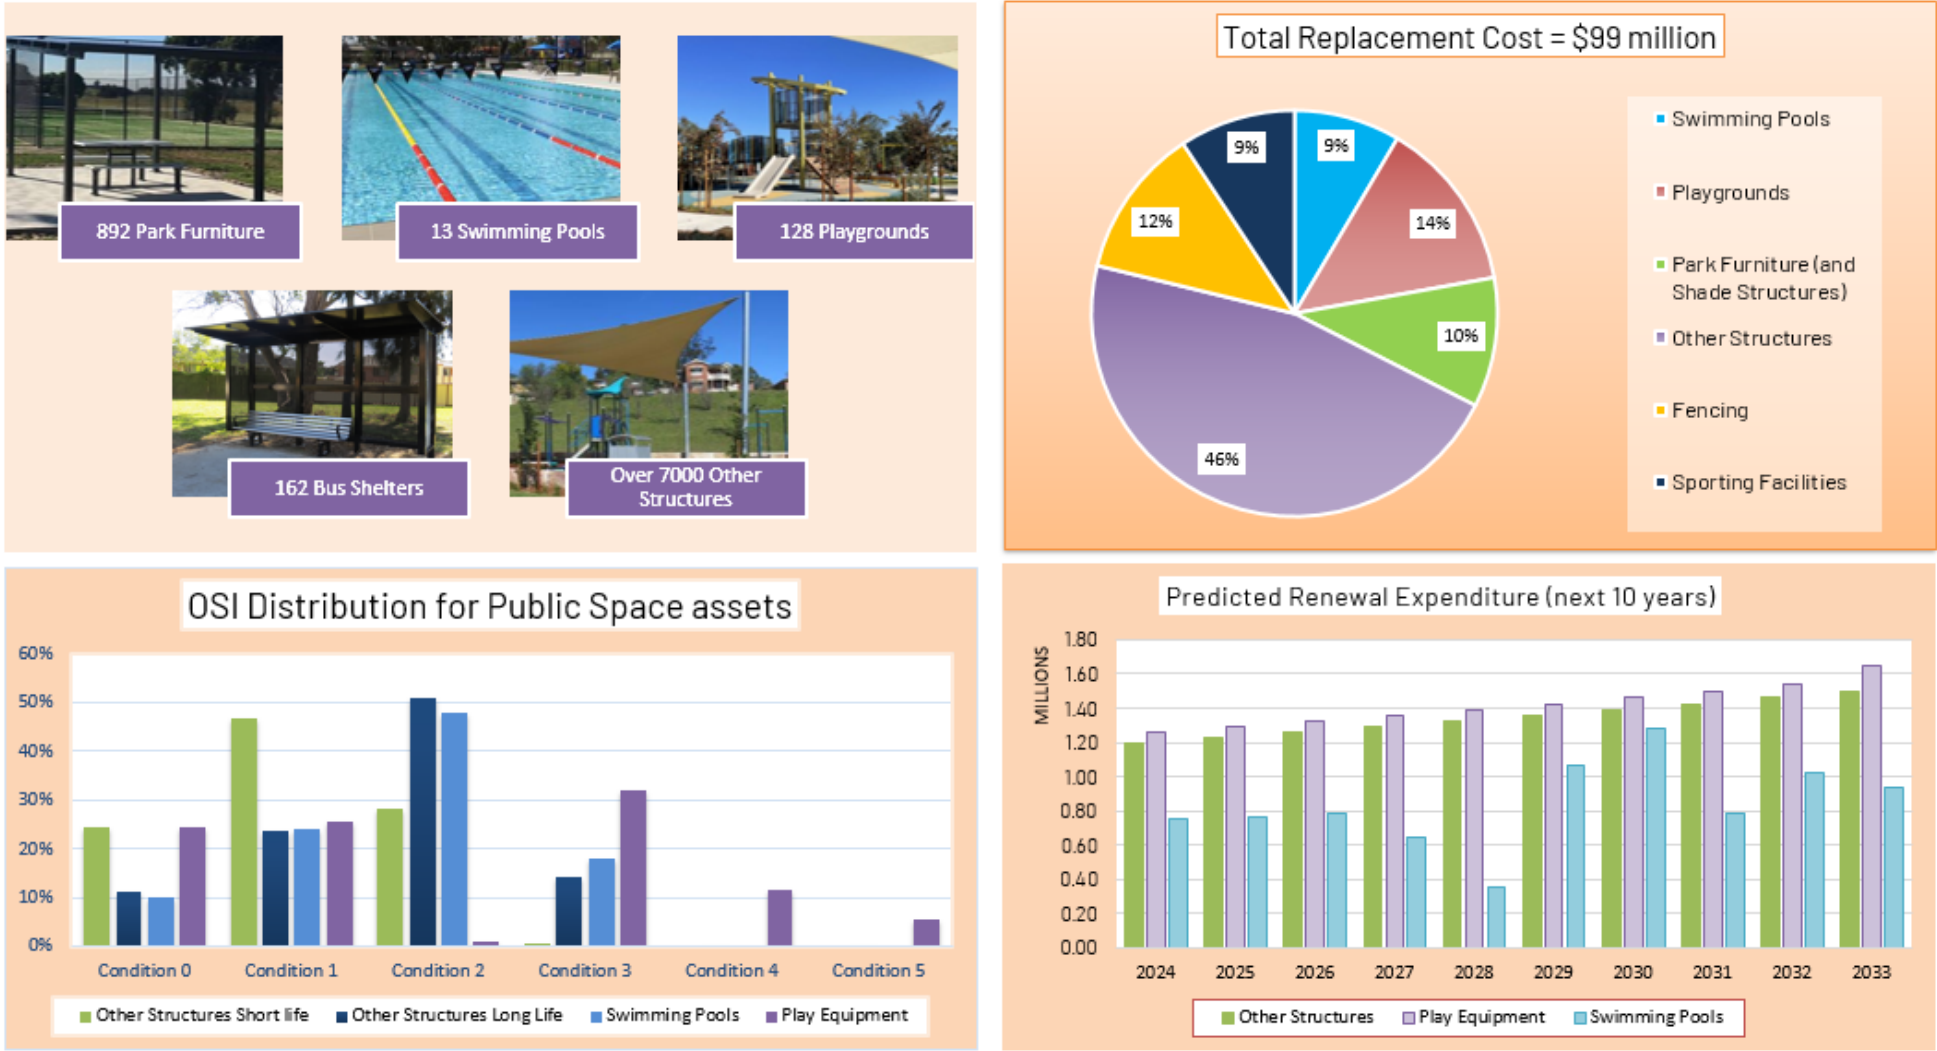 892 Park Furniture
13 Swimming Pools
128 Playgrounds
162 Bus Shelters
Over 7000 Other
Structures
Total Replacement Cost = $99 million
9%
9%
14%
12%
10%
46%
Swimming Pools
Playgrounds
Park Furniture (and
Shade Structures)
Other Structures
Fencing
Sporting Facilities
OSI Distribution for Public Space assets
60%
50%
40%
30%
20%
10%
0%
Condition 0
Condition 1
Condition 2
Condition 3
Condition 4
Condition 5
Other Structures Short life
Other Structures Long Life
Swimming Pools
Play Equipment
Predicted Renewal Expenditure (next 10 years)
MILLIONS
1.80
1.60
1.40
1.20
1.00
0.80
0.60
0.40
0.20
0.00
2024
2025
2026
2027
2028
2029
2030
2031
2032
2033
Other Structures
Play Equipment
Swimming Pools